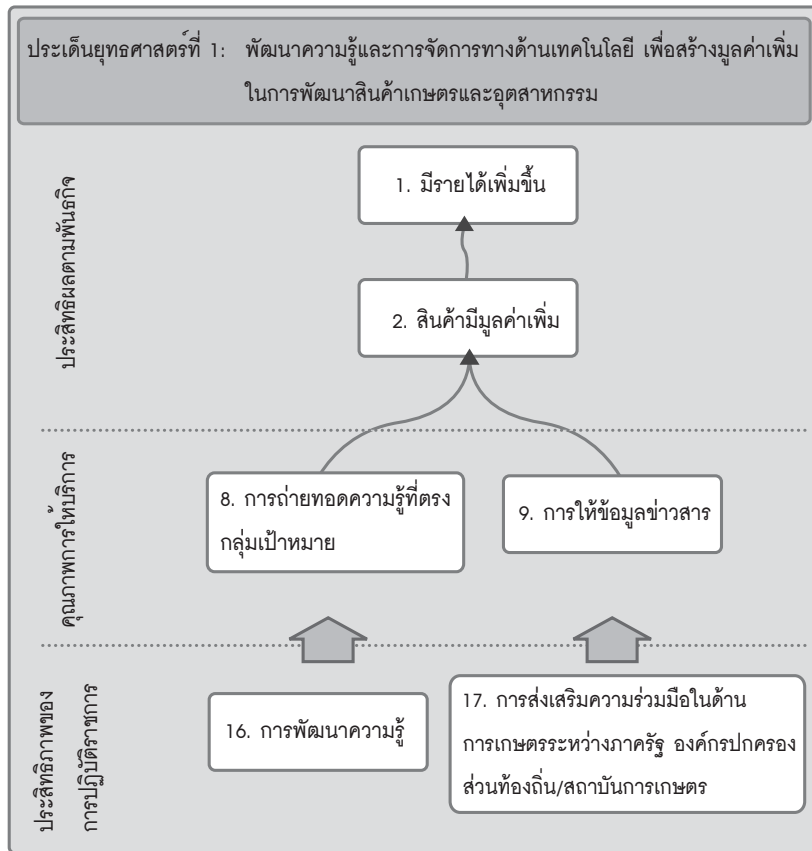 ประเด็นยุทธศาสตร์ที่ 1: พัฒนาความรู้และการจัดการทางด้านเทคโนโลยี เพื่อสร้างมูลค่าเพิ่ม
ในการพัฒนาสินค้าเกษตรและอุตสาหกรรม
ประสิทธิผลตามพันธกิจ
1. มีรายได้เพิ่มขึ้น
2. สินค้ามีมูลค่าเพิ่ม
คุณภาพการให้บริการ
8. การถ่ายทอดความรู้ที่ตรง
กลุ่มเป้าหมาย
9. การให้ข้อมูลข่าวสาร
ประสิทธิภาพของ
การปฏิบัติราชการ
16. การพัฒนาความรู้
17. การส่งเสริมความร่วมมือในด้าน
การเกษตรระหว่างภาครัฐ องค์กรปกครอง
ส่วนท้องถิ่น/สถาบันการเกษตร